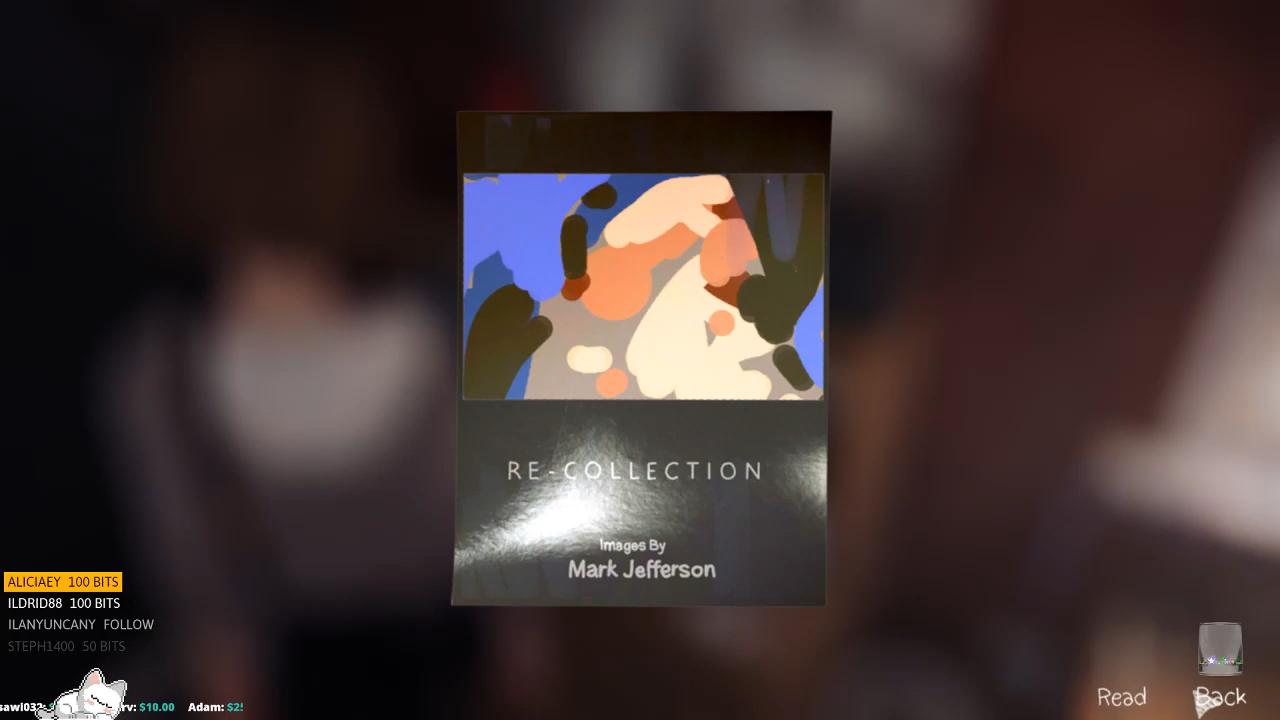 RE-COLLECTION
Images By
Mark Jefferson
ALICIAEY 100 BITS
ILDRID88 100 BITS
ILANYUNCANY FOLLOW
STEPH1400 50 BITS
$10.00 Adam:
Read Back